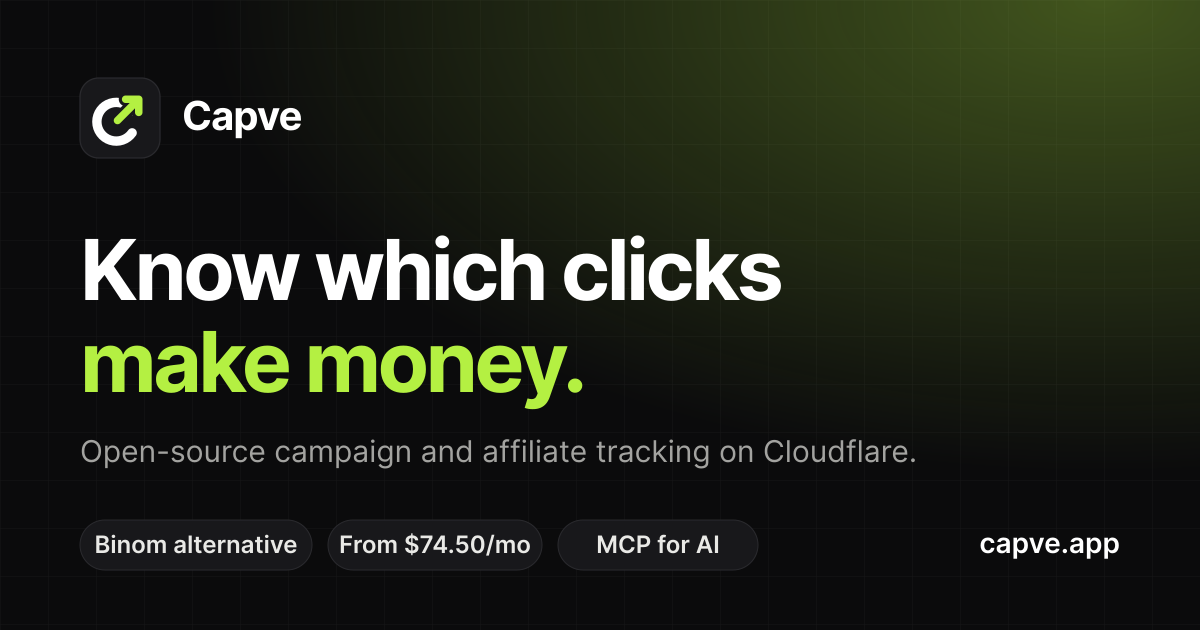 Capve
Know which clicks
make money.
Open-source campaign and affiliate tracking on Cloudflare.
Binom alternative
From $74.50/mo
MCP for AI
capve.app